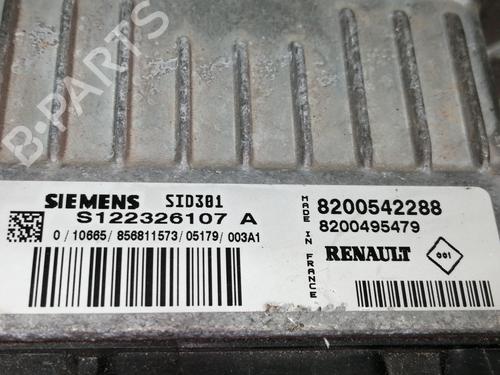 B-PARTS
SIEMENS SID301
S122326107 A
0 / 10665 / 856811573 / 05179 / 003A1
MADE IN FRANCE
8200542288
8200495479
RENAULT 001